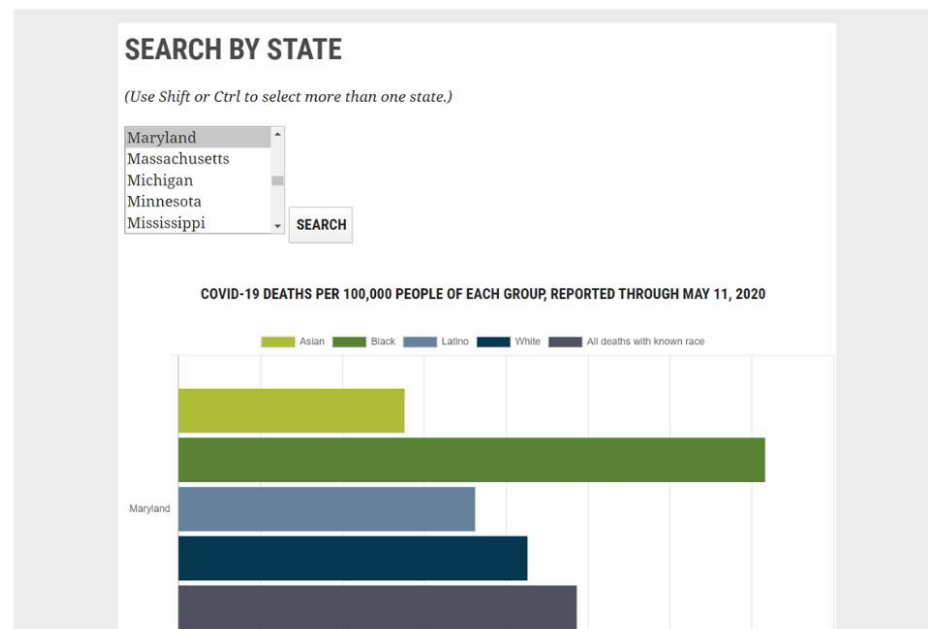 SEARCH BY STATE
(Use Shift or Ctrl to select more than one state.)
Maryland
Massachusetts
Michigan
Minnesota
Mississippi
SEARCH
COVID-19 DEATHS PER 100,000 PEOPLE OF EACH GROUP, REPORTED THROUGH MAY 11, 2020
Asian Black Latino White All deaths with known race
Maryland